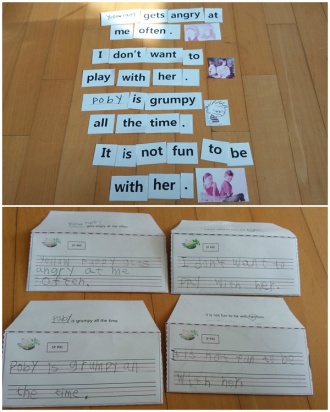 gets angry at
me often.
I don't want to
play with her.
poby is grumpy
all the time.
It is not fun to be
with her.
angry at me
often.
I don't want to
play with her.
poby is grumpy all the time.
poby is grumpy all
the time.
It is not fun to be with her.
It is not fun to be
with her.